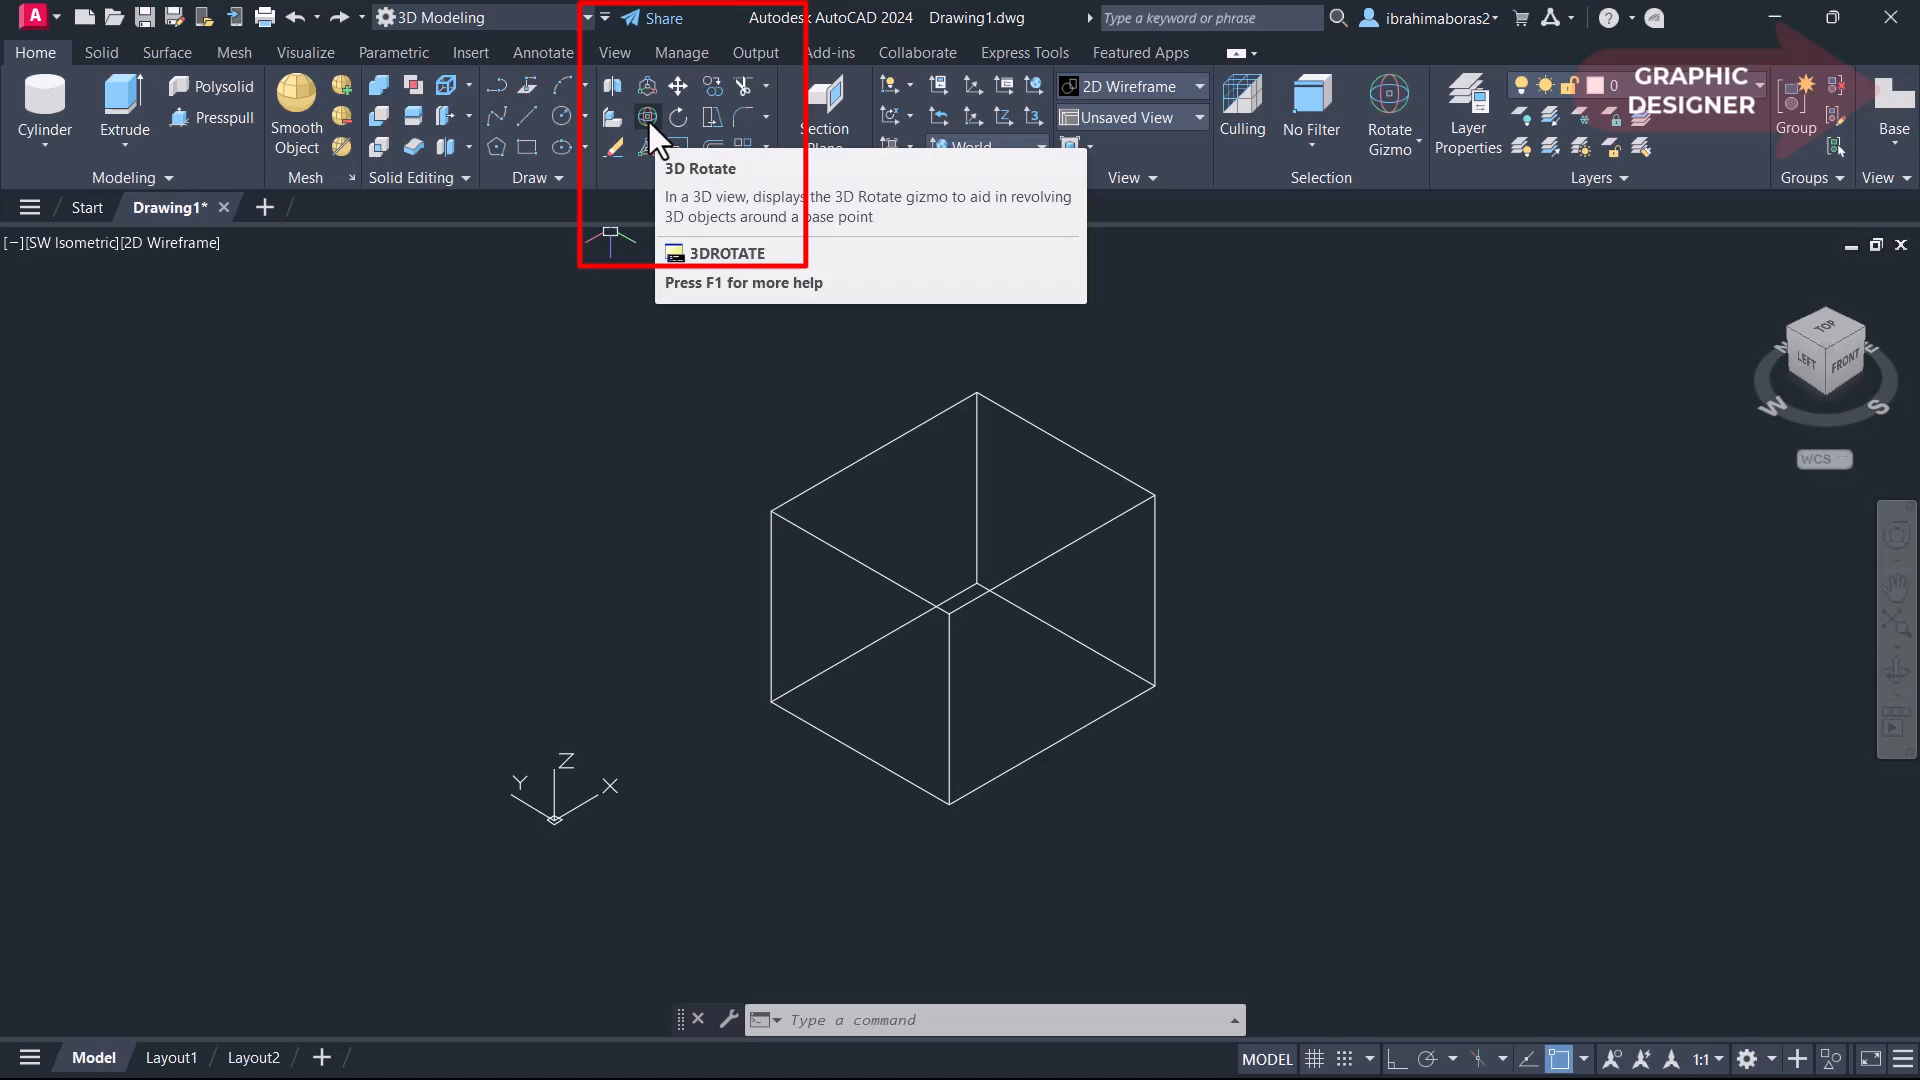 3D Modeling
Share
Autodesk AutoCAD 2024 Drawing1.dwg
Type a keyword or phrase
ibrahimaboras2
Home Solid Surface Mesh Visualize Parametric Insert Annotate View Manage Output Add-ins Collaborate Express Tools Featured Apps
GRAPHIC
DESIGNER
Polysolid
Presspull
Cylinder
Extrude
Smooth
Object
Section
Plane
2D Wireframe
Unsaved View
World
Culling
No Filter
Rotate
Gizmo
Layer
Properties
0
Group
Base
Modeling
Mesh
Solid Editing
Draw
View
Selection
Layers
Groups
View
3D Rotate
In a 3D view, displays the 3D Rotate gizmo to aid in revolving
3D objects around a base point
3DROTATE
Press F1 for more help
Start
Drawing1*
[−][SW Isometric][2D Wireframe]
TOP
LEFT
FRONT
N
E
W
S
WCS
Z
Y
X
Type a command
Model
Layout1
Layout2
MODEL
1:1